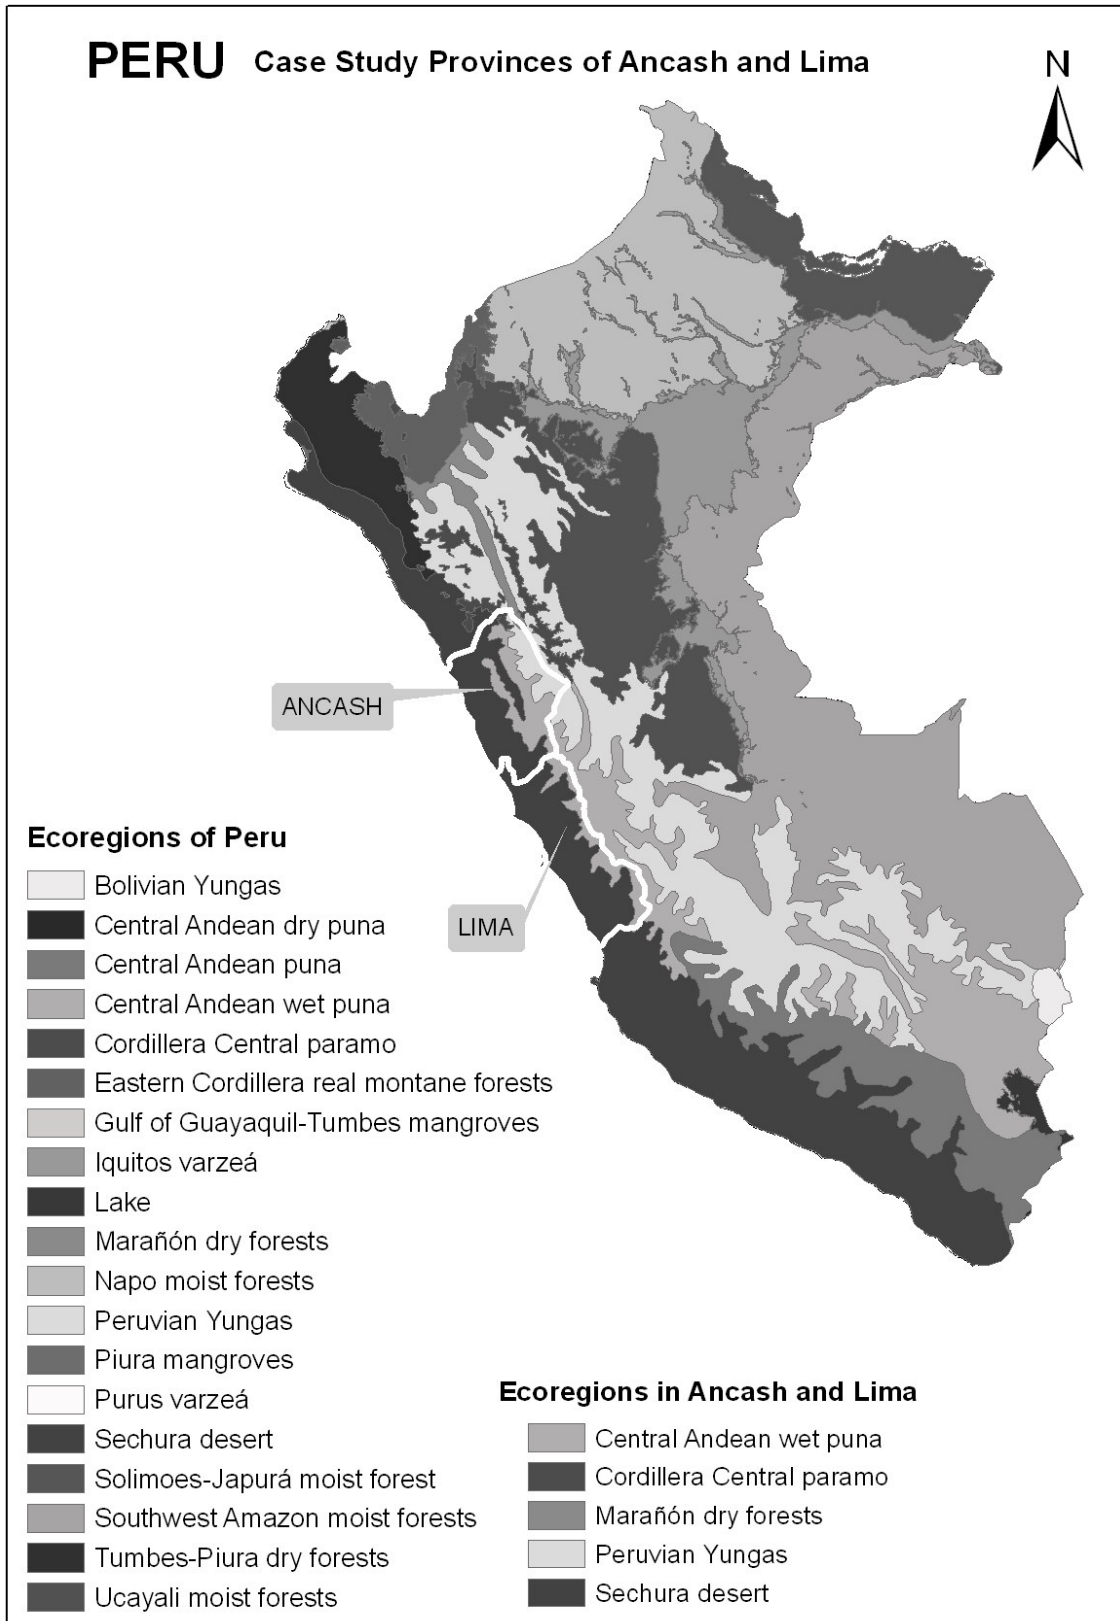 PERU Case Study Provinces of Ancash and Lima
N
ANCASH
LIMA
Ecoregions of Peru
Bolivian Yungas
Central Andean dry puna
Central Andean puna
Central Andean wet puna
Cordillera Central paramo
Eastern Cordillera real montane forests
Gulf of Guayaquil-Tumbes mangroves
Iquitos varzeá
Lake
Marañón dry forests
Napo moist forests
Peruvian Yungas
Piura mangroves
Purus varzeá
Sechura desert
Solimoes-Japurá moist forest
Southwest Amazon moist forests
Tumbes-Piura dry forests
Ucayali moist forests
Ecoregions in Ancash and Lima
Central Andean wet puna
Cordillera Central paramo
Marañón dry forests
Peruvian Yungas
Sechura desert